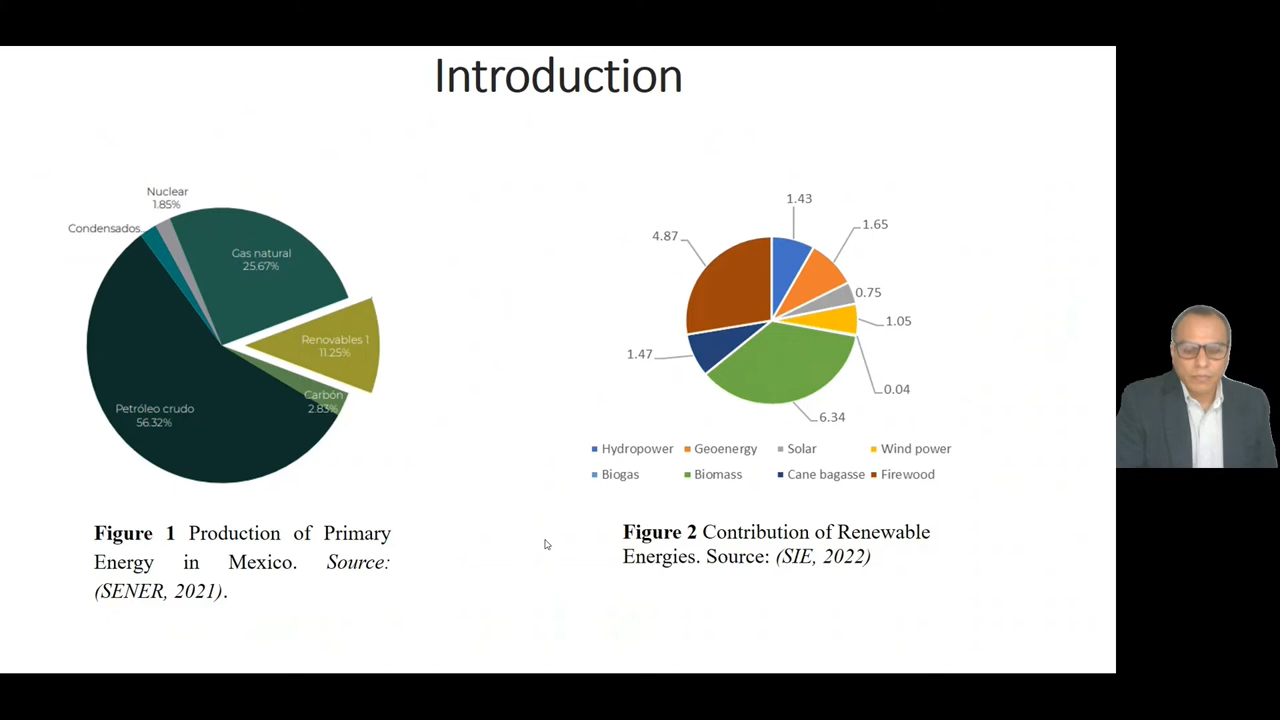 Introduction
Nuclear
1.85%
Condensados..
Gas natural
25.67%
Renovables 1
11.25%
Carbón
2.83%
Petróleo crudo
56.32%
Figure 1 Production of Primary
Energy in Mexico. Source:
(SENER, 2021).
1.43
1.65
4.87
0.75
1.05
1.47
0.04
6.34
Hydropower Geoenergy Solar Wind power
Biogas Biomass Cane bagasse Firewood
Figure 2 Contribution of Renewable
Energies. Source: (SIE, 2022)